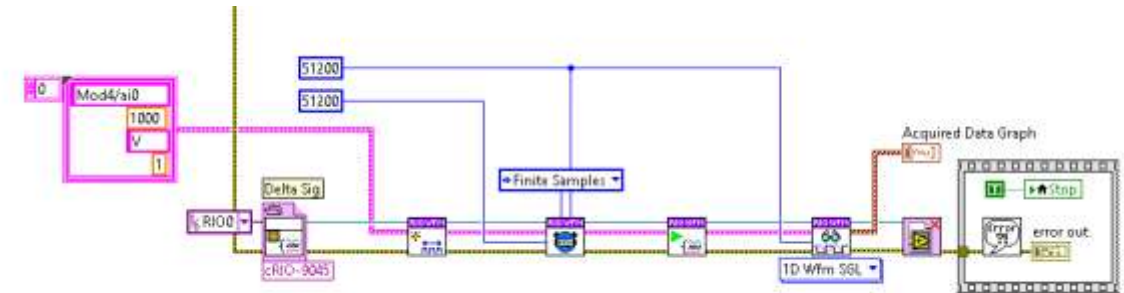 51200
0
Mod4/ai0
51200
1000
V
1
Acquired Data Graph
Delta Sig
Finite Samples
RIO0
Stop
error out
1D Wfm SGL
cRIO-9045